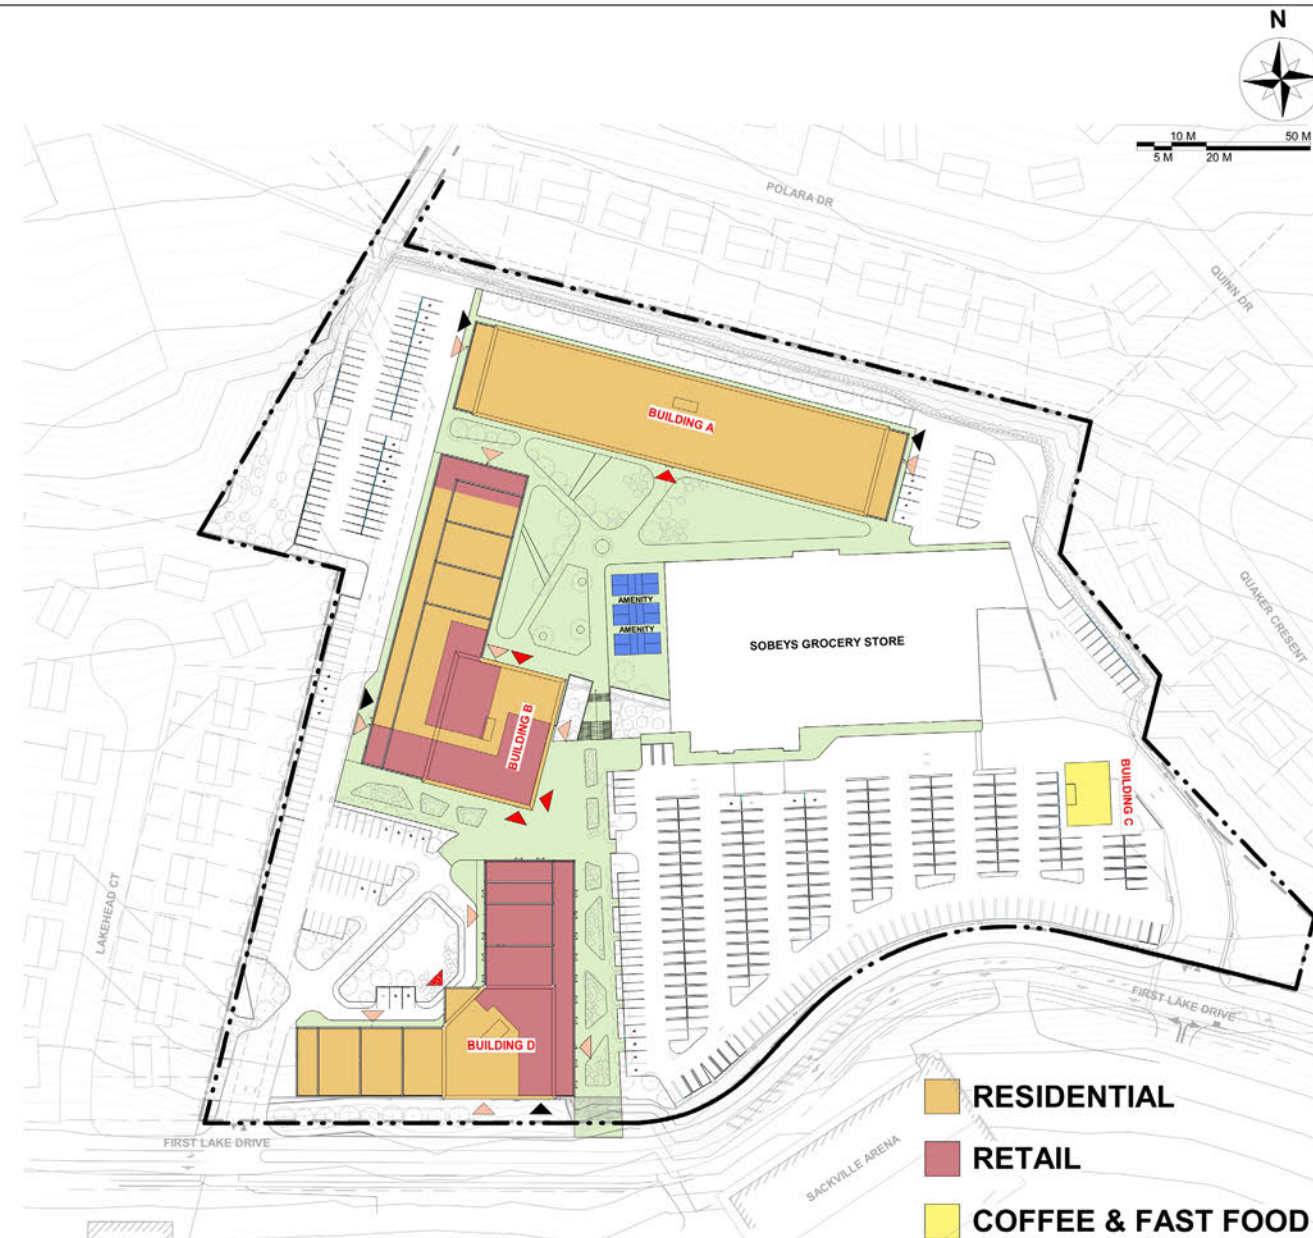 N
10 M 50 M
5 M 20 M
POLARA DR
QUINN DR
BUILDING A
QUAKER CRESENT
AMENITY
AMENITY
SOBEYS GROCERY STORE
BUILDING B
BUILDING C
LAKEHEAD CT
FIRST LAKE DRIVE
BUILDING D
RESIDENTIAL
FIRST LAKE DRIVE
SACKVILLE ARENA
RETAIL
COFFEE & FAST FOOD